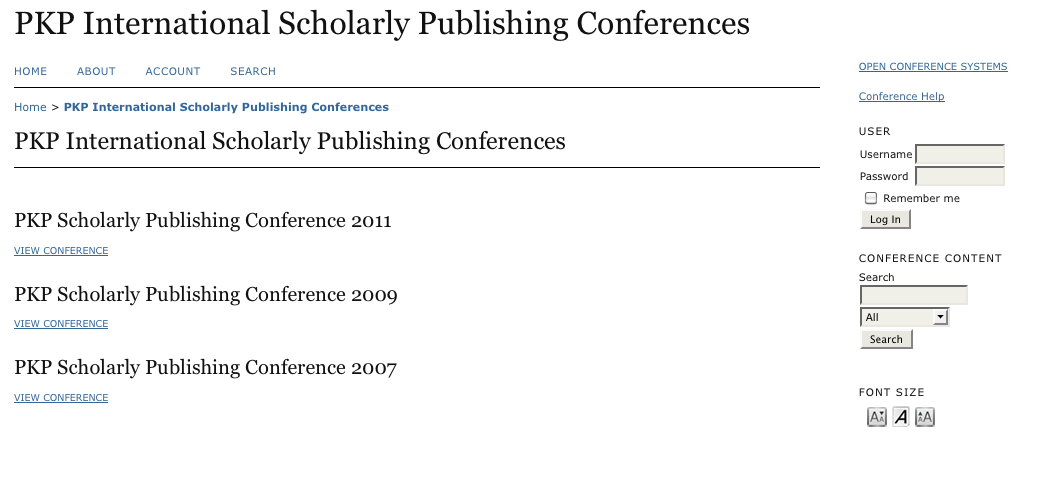 PKP International Scholarly Publishing Conferences
HOME ABOUT ACCOUNT SEARCH
Home > PKP International Scholarly Publishing Conferences
PKP International Scholarly Publishing Conferences
PKP Scholarly Publishing Conference 2011
VIEW CONFERENCE
PKP Scholarly Publishing Conference 2009
VIEW CONFERENCE
PKP Scholarly Publishing Conference 2007
VIEW CONFERENCE
OPEN CONFERENCE SYSTEMS
Conference Help
USER
Username
Password
Remember me
Log In
CONFERENCE CONTENT
Search
All
Search
FONT SIZE
AA A AA